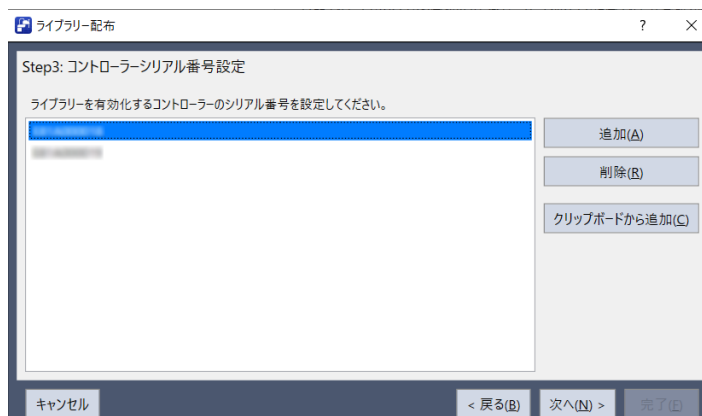 ライブラリー配布
?
Step3: コントローラーシリアル番号設定
ライブラリーを有効化するコントローラーのシリアル番号を設定してください。
追加(A)
削除(R)
クリップボードから追加(C)
キャンセル
< 戻る(B)
次へ(N) >
完了(F)